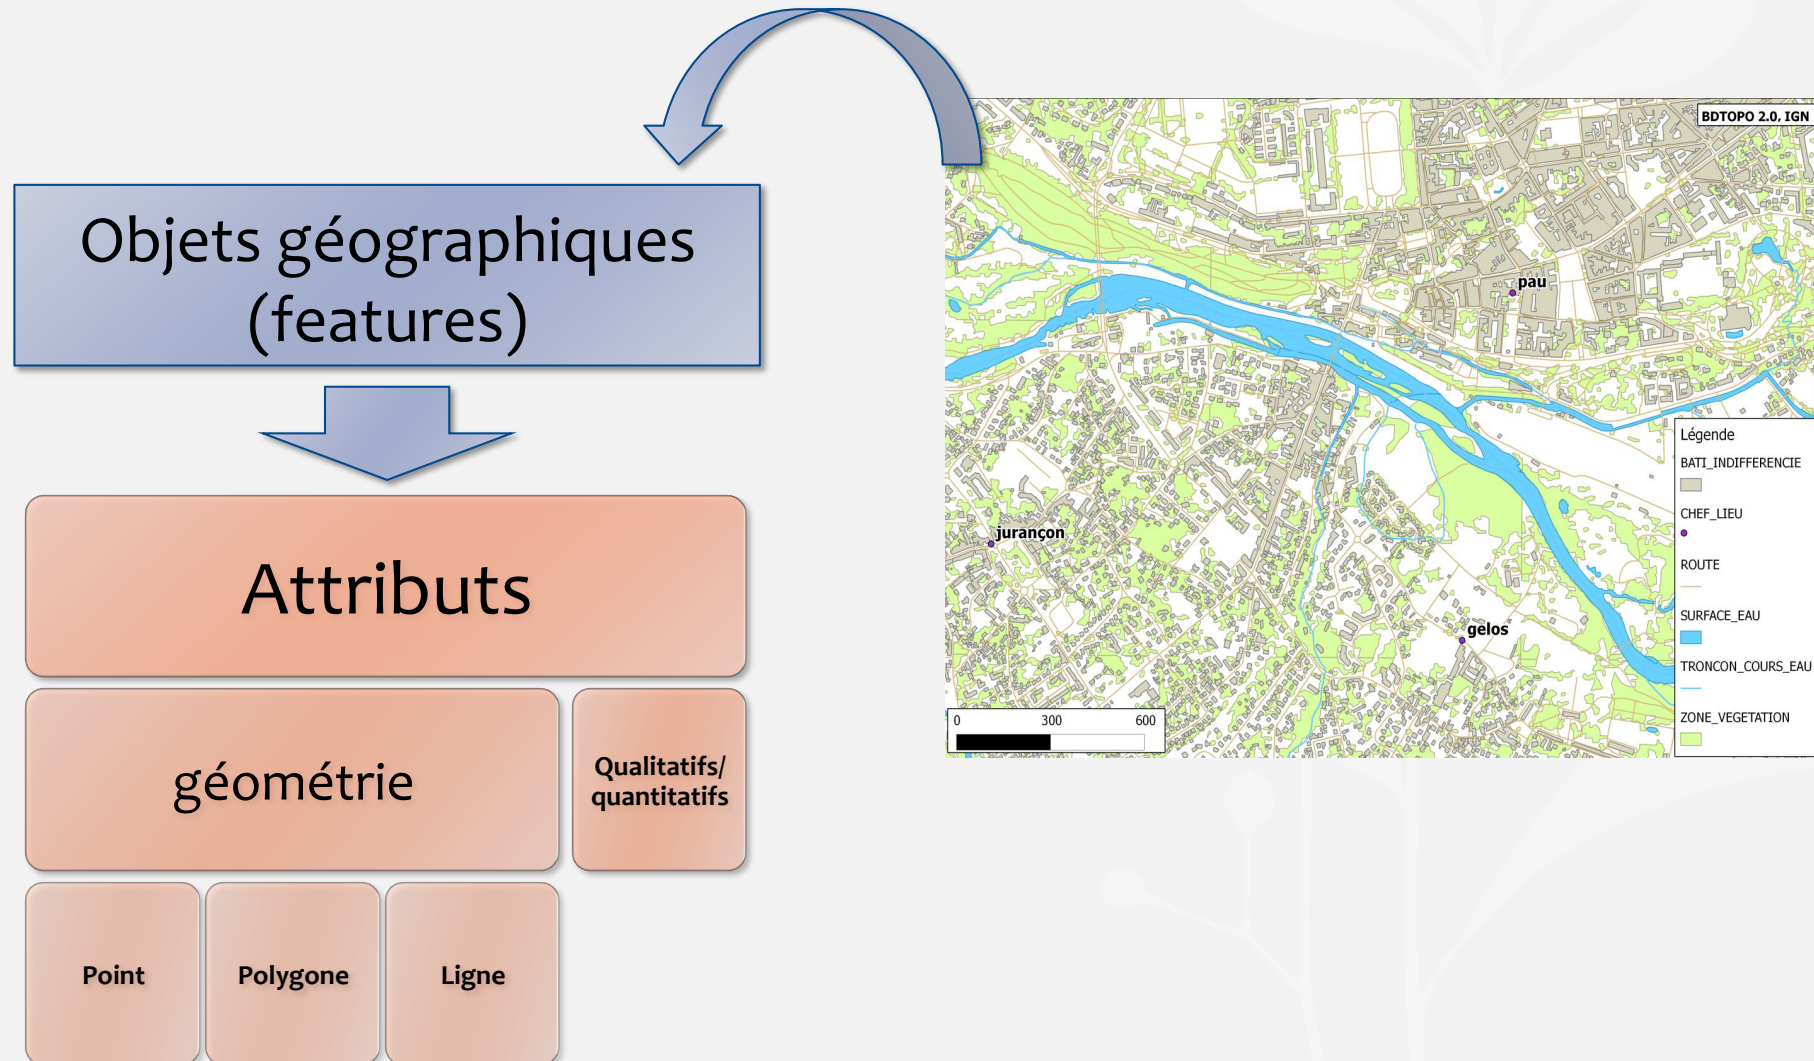 Objets géographiques
(features)
Attributs
géométrie
Qualitatifs/
quantitatifs
Point
Polygone
Ligne
BDTOPO 2.0, IGN
pau
jurançon
gelos
Légende
BATI_INDIFFERENCIE
CHEF_LIEU
ROUTE
SURFACE_EAU
TRONCON_COURS_EAU
ZONE_VEGETATION
0 300 600